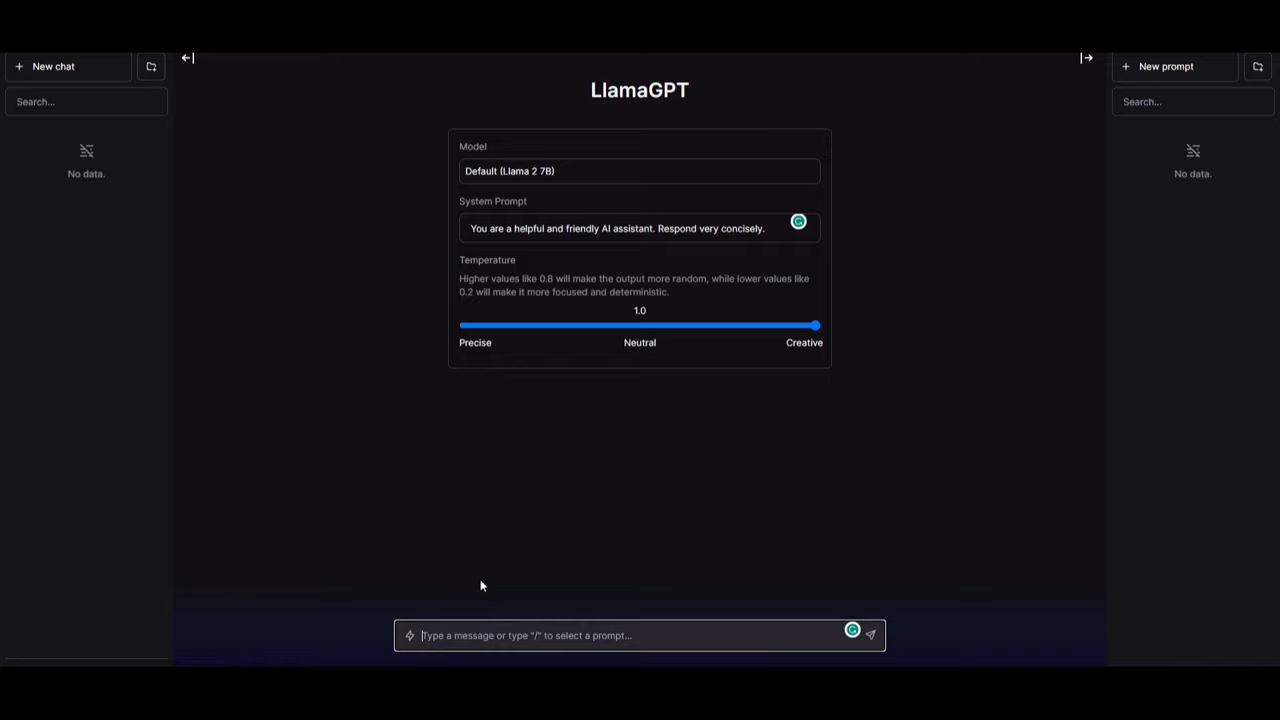 New chat
Search...
No data.
LlamaGPT
Model
Default (Llama 2 7B)
System Prompt
You are a helpful and friendly AI assistant. Respond very concisely.
Temperature
Higher values like 0.8 will make the output more random, while lower values like
0.2 will make it more focused and deterministic.
1.0
Precise Neutral Creative
Type a message or type "/" to select a prompt...
New prompt
Search...
No data.